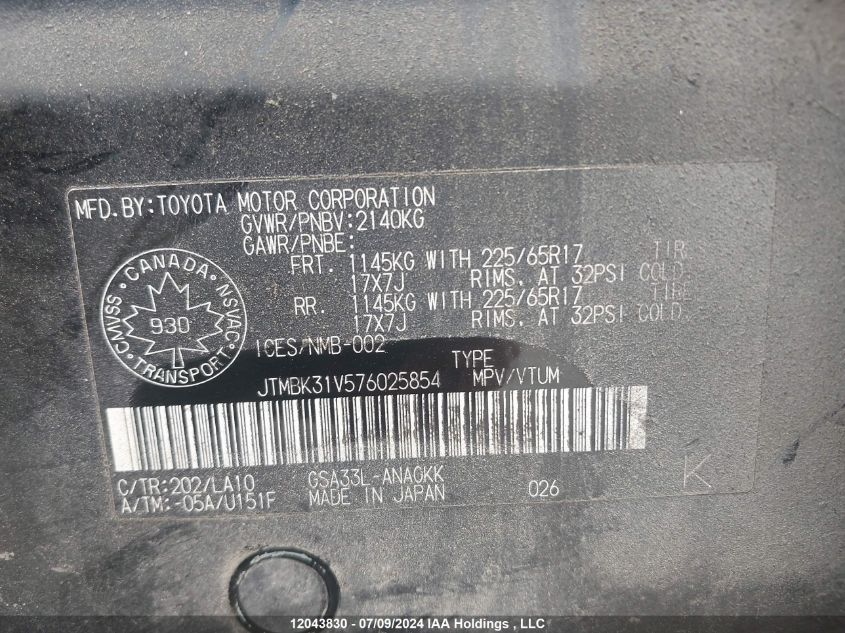 MFD.BY:TOYOTA MOTOR CORPORATION
GVWR/PNBV:2140KG
GAWR/PNBE:
FRT. 1145KG WITH 225/65R17 TIR
17X7J RIMS. AT 32PSI COLD.
RR. 1145KG WITH 225/65R17 TIRE
17X7J RIMS. AT 32PSI COLD.
CANADA
CMVSS NSVAC
930
TRANSPORT
ICES/NMB-002
TYPE
JTMBK31V576025854 MPV/VTUM
C/TR:202/LA10 GSA33L-ANAGKK
A/TM:-05A/U151F MADE IN JAPAN 026 K
12043830 - 07/09/2024 IAA Holdings , LLC